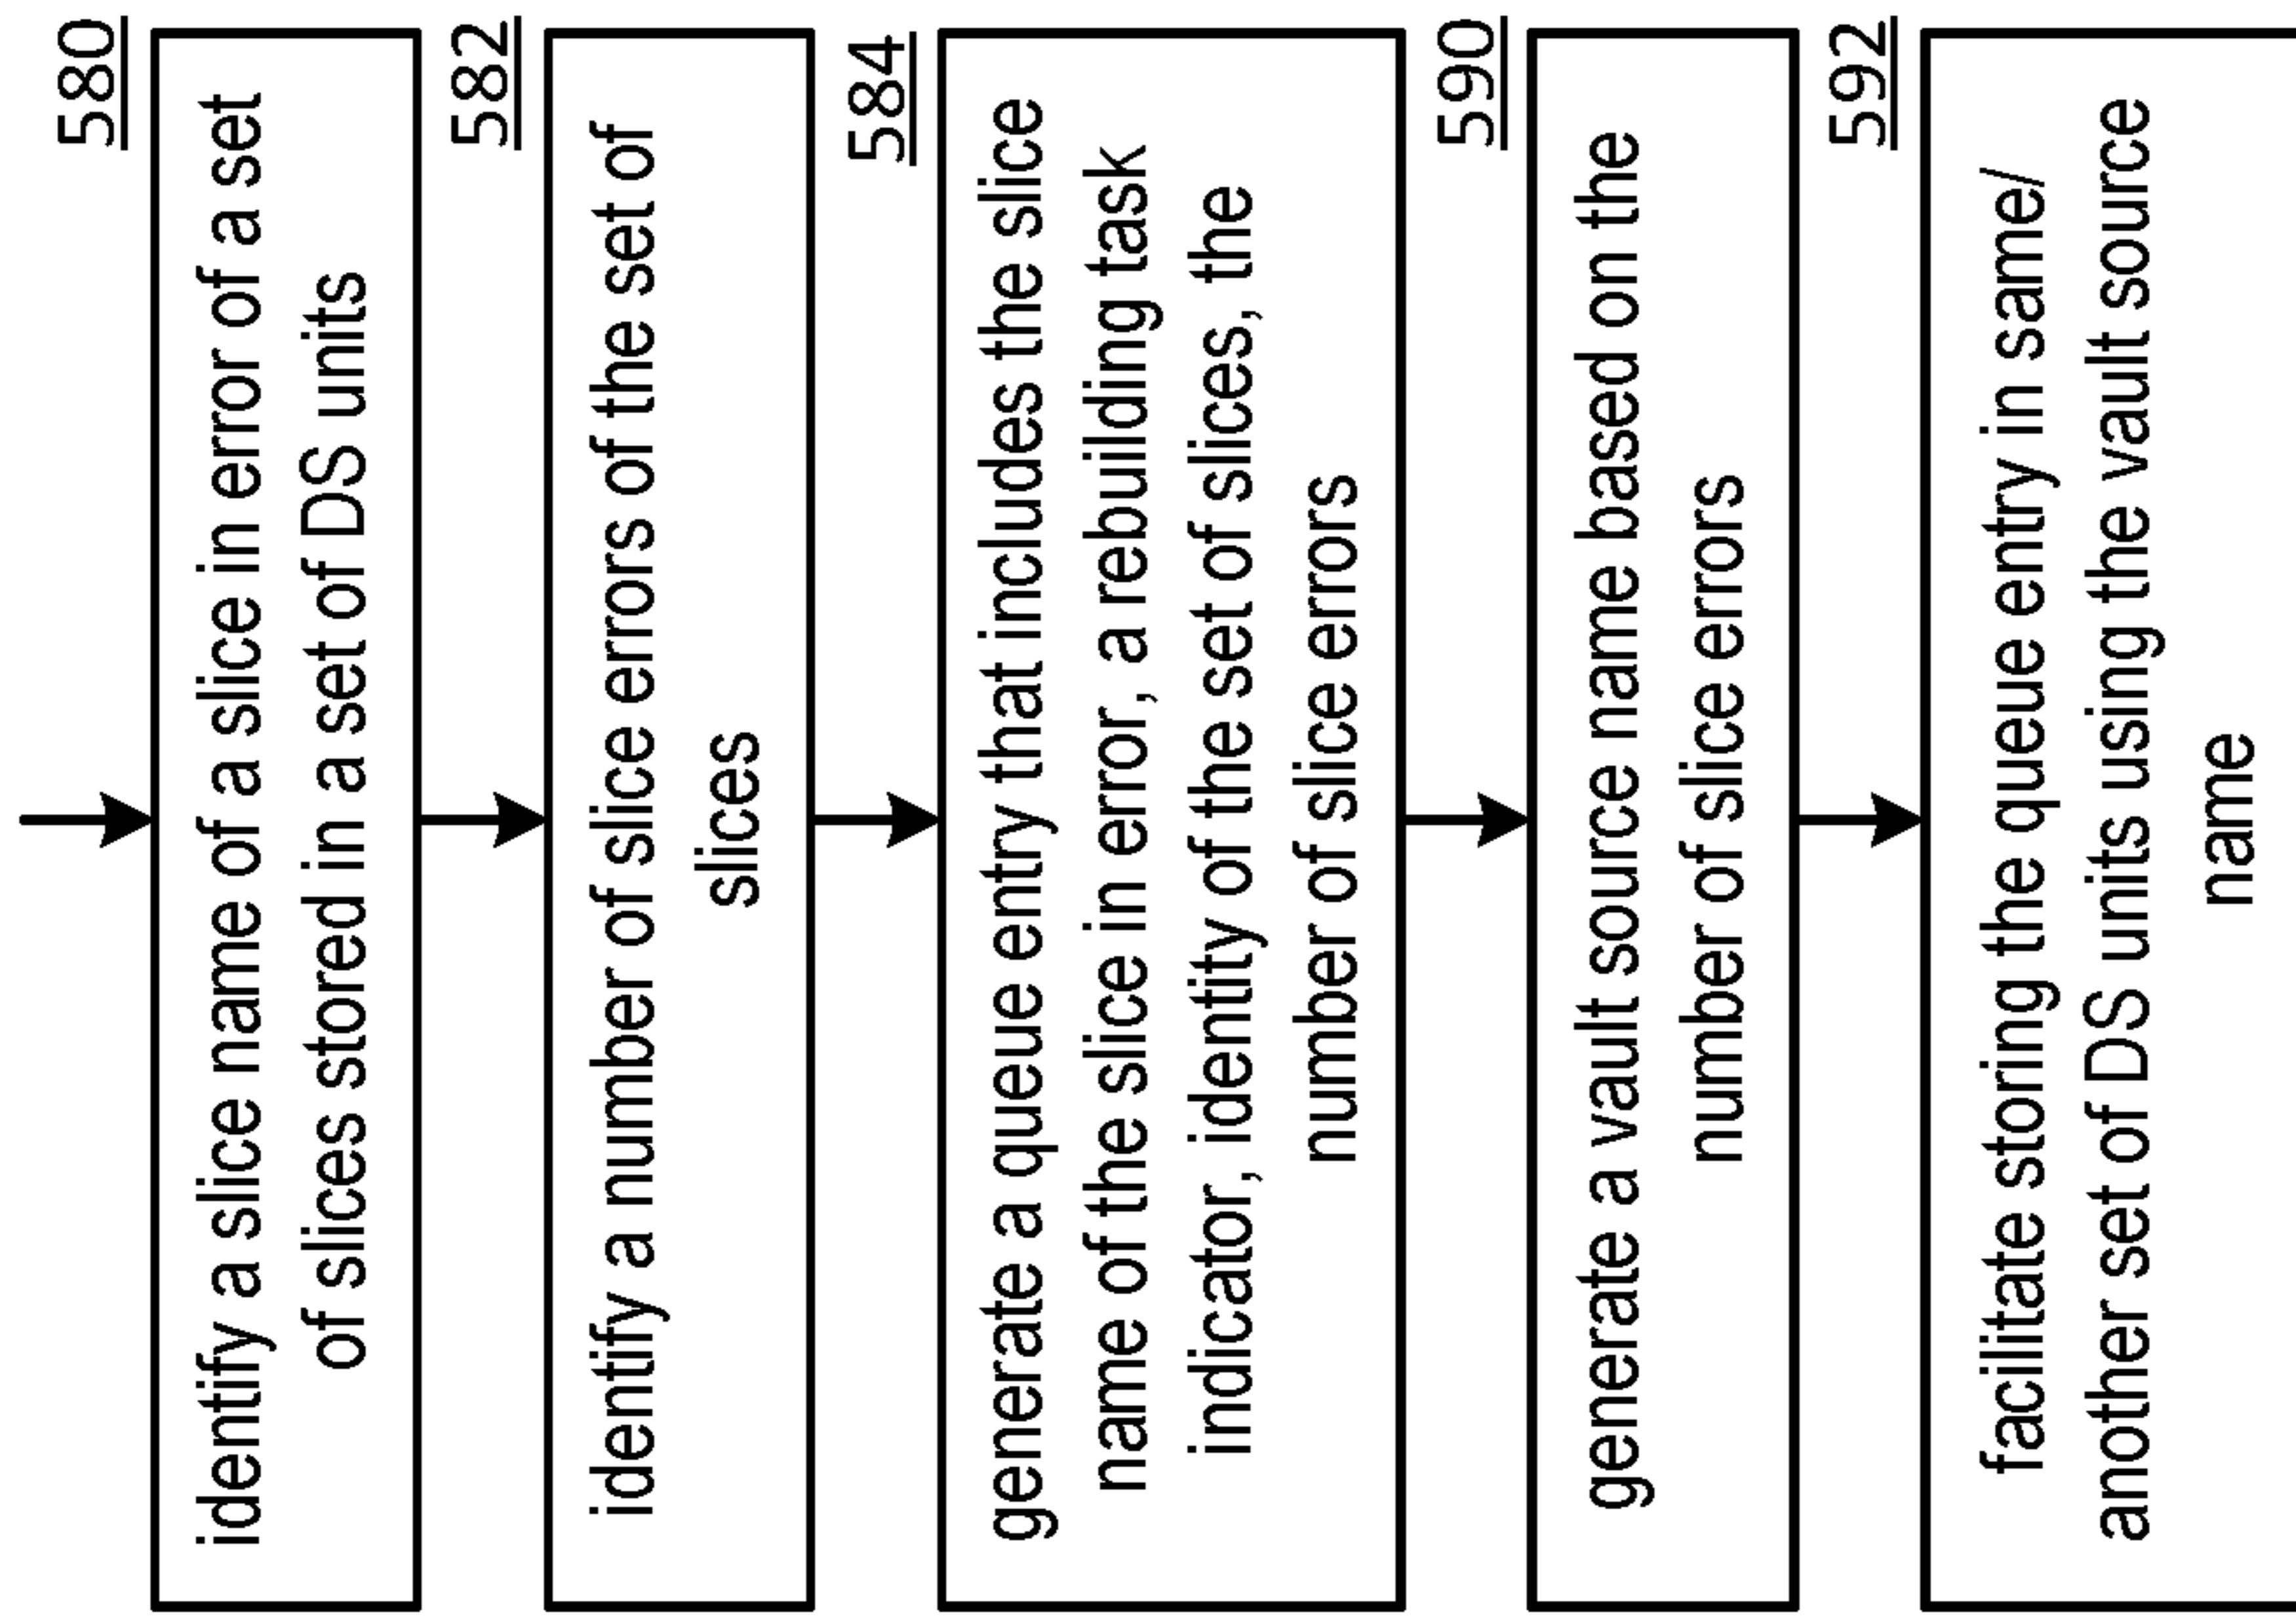 580
identify a slice name of a slice in error of a set
of slices stored in a set of DS units
582
identify a number of slice errors of the set of
slices
584
generate a queue entry that includes the slice
name of the slice in error, a rebuilding task
indicator, identity of the set of slices, the
number of slice errors
590
generate a vault source name based on the
number of slice errors
592
facilitate storing the queue entry in same/
another set of DS units using the vault source
name